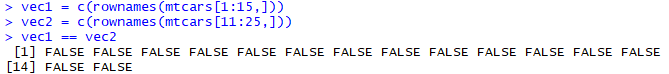 > vec1 = c(rownames(mtcars[1:15,]))
> vec2 = c(rownames(mtcars[11:25,]))
> vec1 == vec2
[1] FALSE FALSE FALSE FALSE FALSE FALSE FALSE FALSE FALSE FALSE FALSE FALSE FALSE
[14] FALSE FALSE